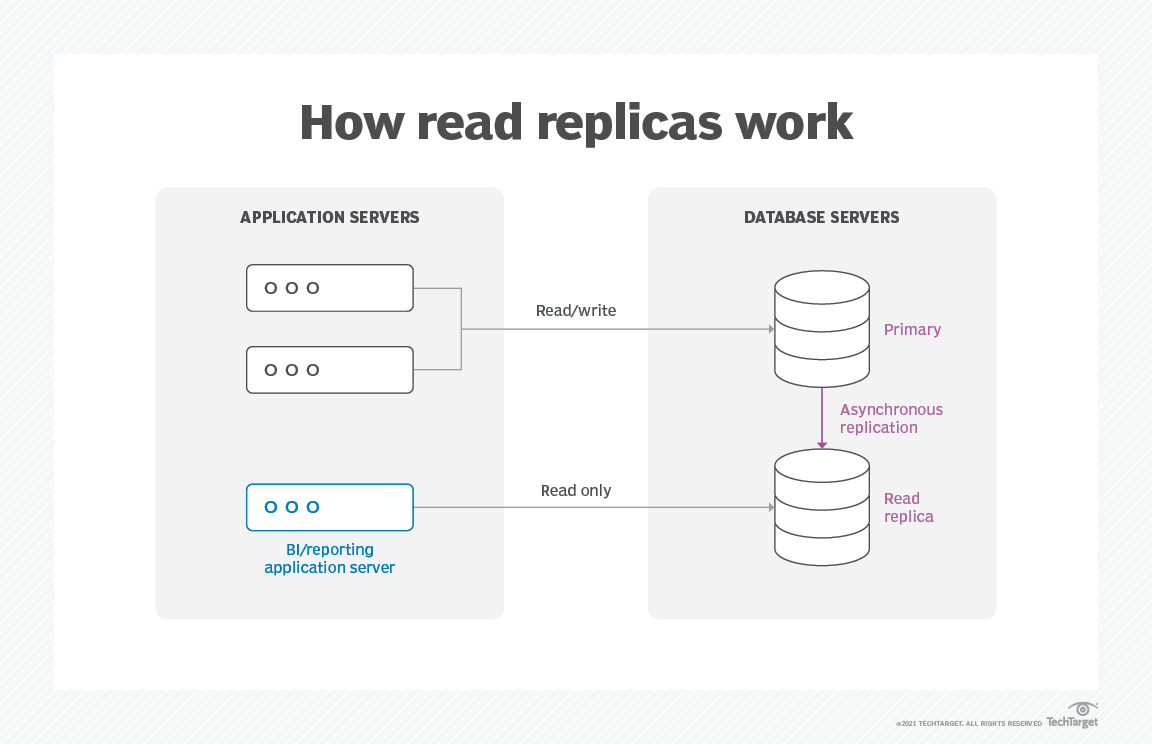 How read replicas work
APPLICATION SERVERS
DATABASE SERVERS
Read/write
Primary
Asynchronous
replication
Read only
Read
replica
BI/reporting
application server
©2021 TECHTARGET. ALL RIGHTS RESERVED
TechTarget